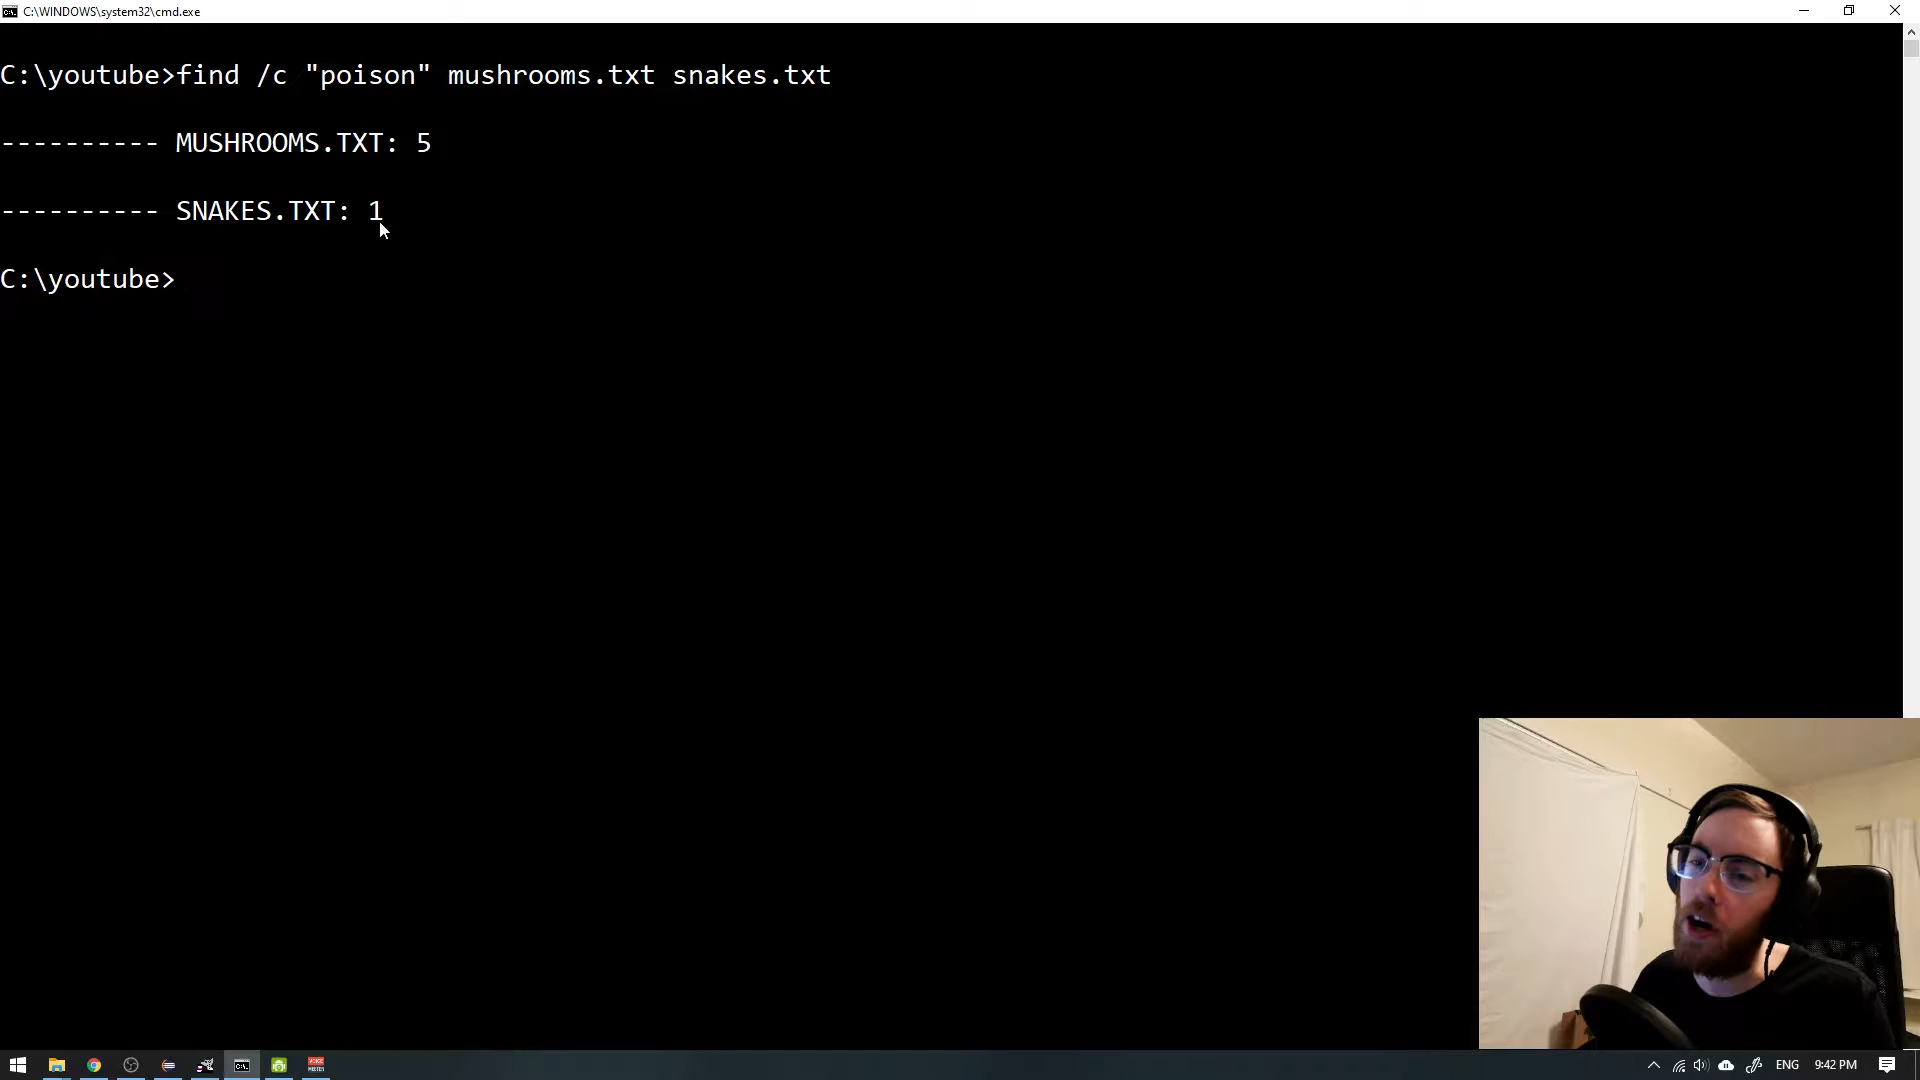 C:\WINDOWS\system32\cmd.exe
C:\youtube>find /c "poison" mushrooms.txt snakes.txt
---------- MUSHROOMS.TXT: 5
---------- SNAKES.TXT: 1
C:\youtube>
ENG
9:42 PM